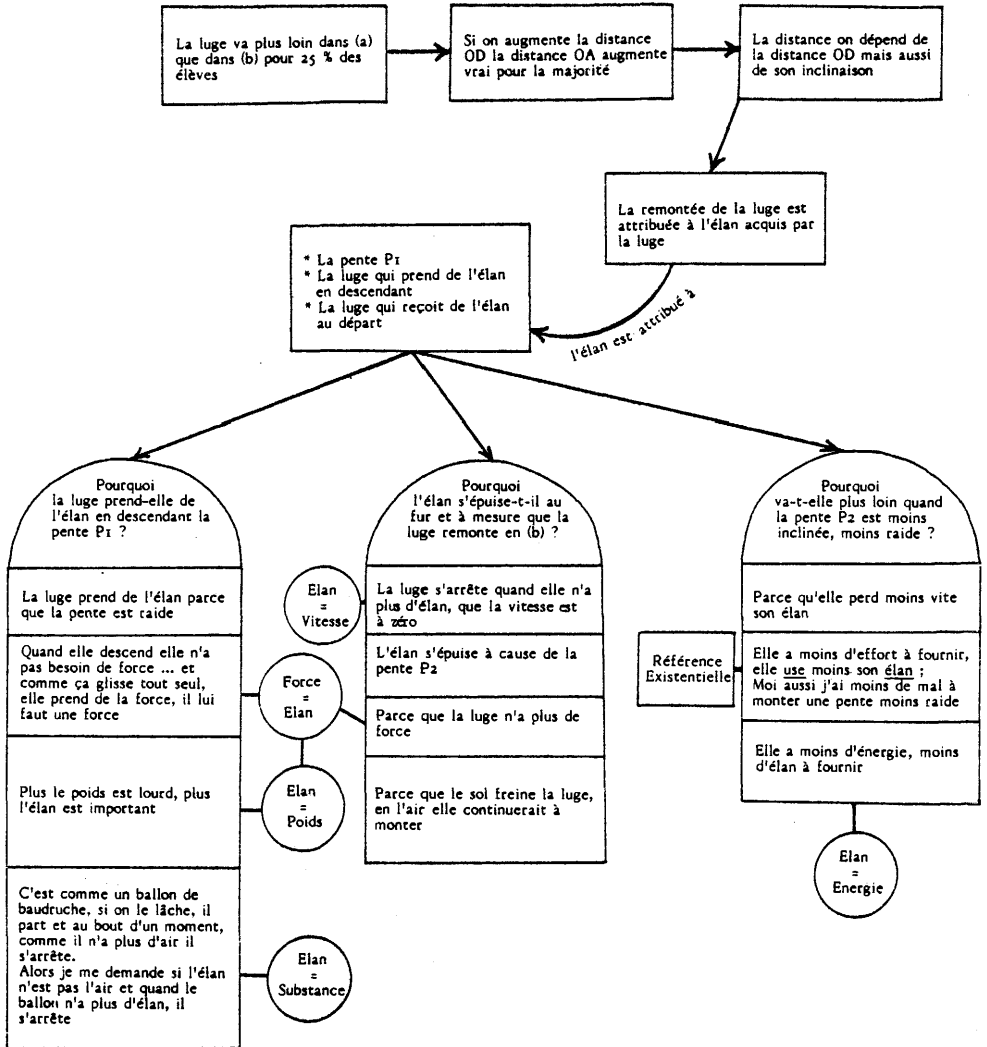 La luge va plus loin dans (a)
que dans (b) pour 25 % des
élèves
Si on augmente la distance
OD la distance OA augmente
vrai pour la majorité
La distance on dépend de
la distance OD mais aussi
de son inclinaison
La remontée de la luge est
attribuée à l'élan acquis par
la luge
l'élan est attribué à
* La pente P1
* La luge qui prend de l'élan
en descendant
* La luge qui reçoit de l'élan
au départ
Pourquoi
la luge prend-elle de
l'élan en descendant la
pente P1 ?
La luge prend de l'élan parce
que la pente est raide
Quand elle descend elle n'a
pas besoin de force ... et
comme ça glisse tout seul,
elle prend de la force, il lui
faut une force
Plus le poids est lourd, plus
l'élan est important
C'est comme un ballon de
baudruche, si on le lâche, il
part et au bout d'un moment,
comme il n'a plus d'air il
s'arrête.
Alors je me demande si l'élan
n'est pas l'air et quand le
ballon n'a plus d'élan, il
s'arrête
Elan
=
Vitesse
Force
=
Elan
Elan
=
Poids
Elan
=
Substance
Pourquoi
l'élan s'épuise-t-il au
fur et à mesure que la
luge remonte en (b) ?
La luge s'arrête quand elle n'a
plus d'élan, que la vitesse est
à zéro
L'élan s'épuise à cause de la
pente P2
Parce que la luge n'a plus de
force
Parce que le sol freine la luge,
en l'air elle continuerait à
monter
Pourquoi
va-t-elle plus loin quand
la pente P2 est moins
inclinée, moins raide ?
Parce qu'elle perd moins vite
son élan
Référence
Existentielle
Elle a moins d'effort à fournir,
elle use moins son élan ;
Moi aussi j'ai moins de mal à
monter une pente moins raide
Elle a moins d'énergie, moins
d'élan à fournir
Elan
=
Energie